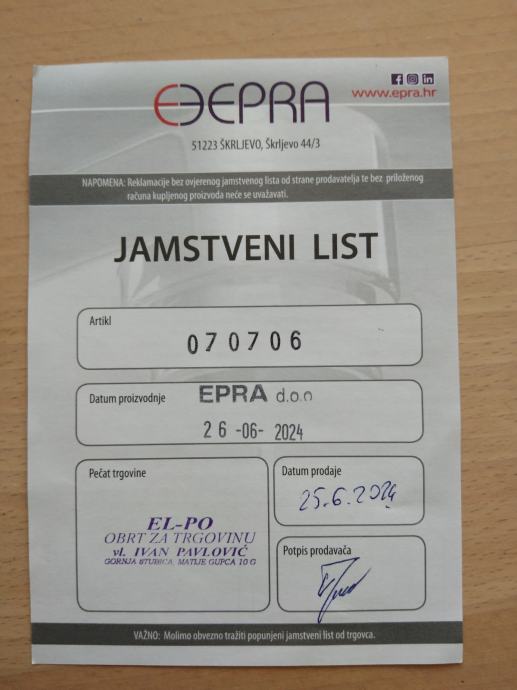 EPRA
www.epra.hr
51223 ŠKRLJEVO, Škrljevo 44/3
NAPOMENA: Reklamacije bez ovjerenog jamstvenog lista od strane prodavatelja te bez priloženog
računa kupljenog proizvoda neće se uvažavati.
JAMSTVENI LIST
Artikl
070706
Datum proizvodnje
EPRA d.o.o
26-06-2024
Pečat trgovine
EL-PO
OBRT ZA TRGOVINU
vl. IVAN PAVLOVIĆ
GORNJA STUBICA, MATIJE GUPCA 10 G
Datum prodaje
25.6.2024
Potpis prodavača
VAŽNO: Molimo obvezno tražiti popunjeni jamstveni list od trgovca.